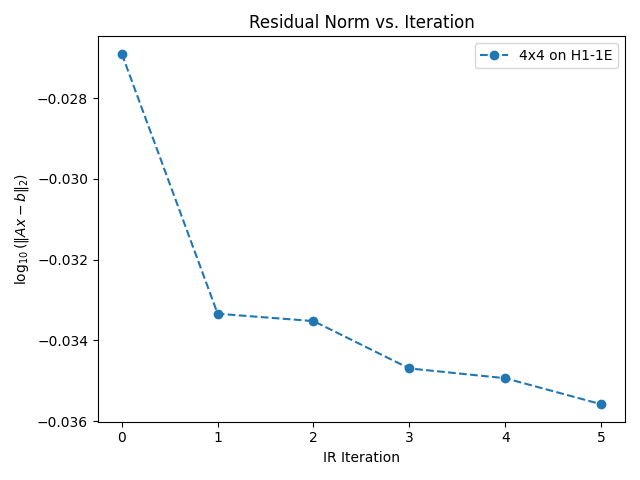 Residual Norm vs. Iteration
4x4 on H1-1E
−0.028
−0.030
−0.032
−0.034
−0.036
log₁₀(‖Ax − b‖₂)
0 1 2 3 4 5
IR Iteration